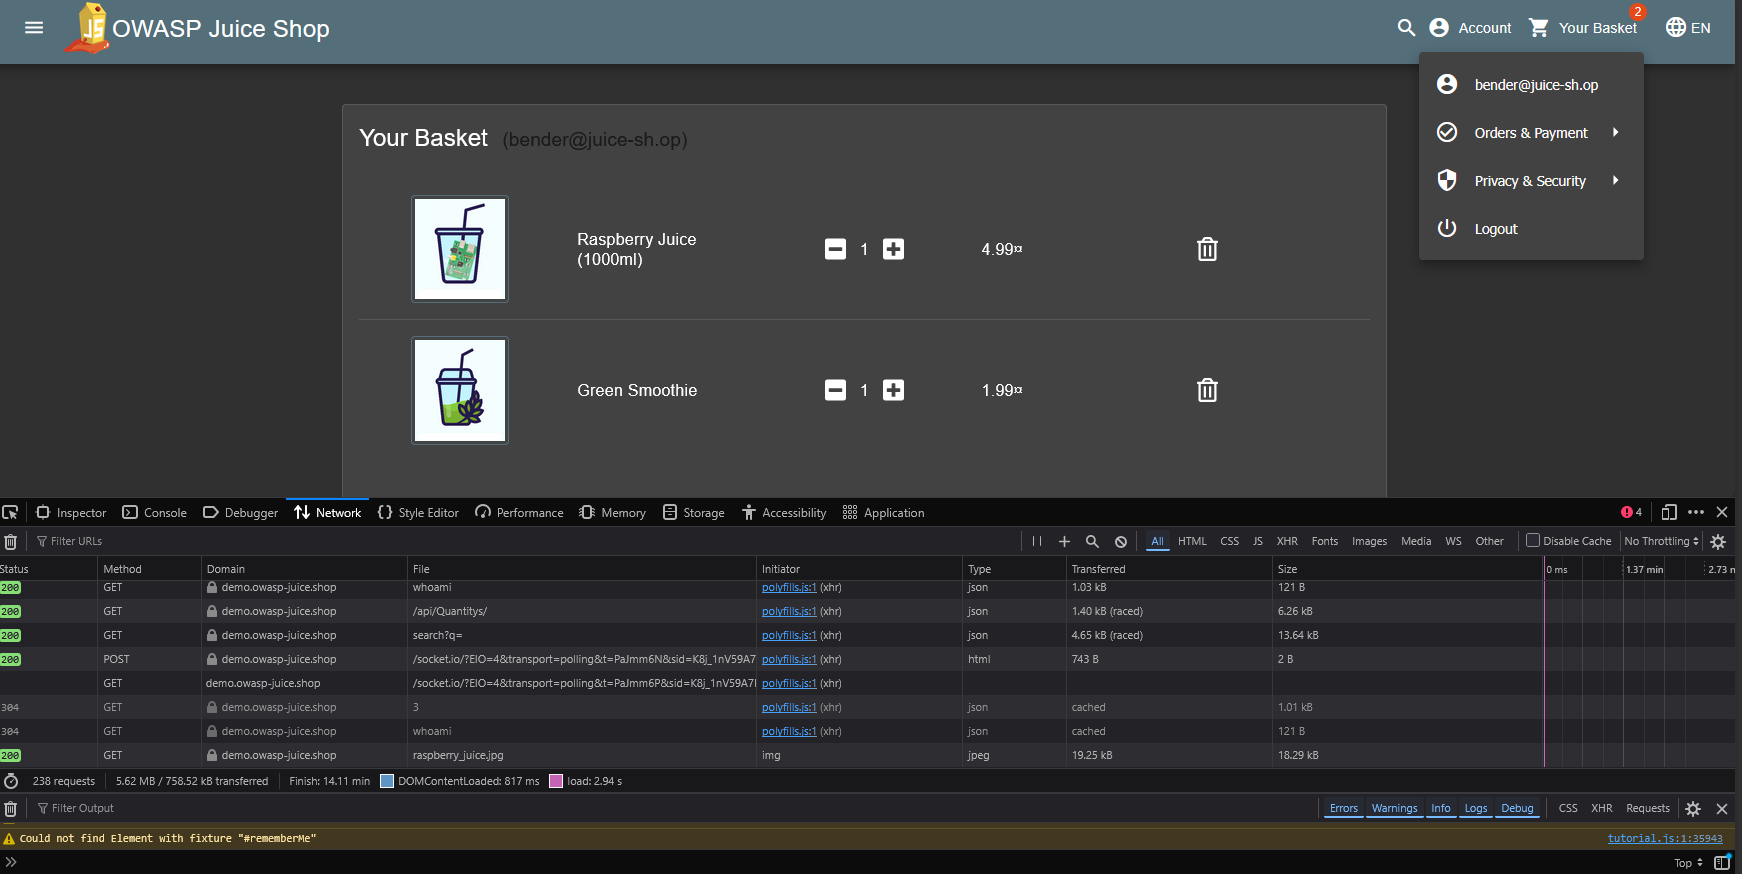 OWASP Juice Shop
Account
Your Basket
2
EN
bender@juice-sh.op
Orders & Payment
Privacy & Security
Logout
Your Basket (bender@juice-sh.op)
Raspberry Juice
(1000ml)
1
4.99¤
Green Smoothie
1
1.99¤
Inspector Console Debugger Network Style Editor Performance Memory Storage Accessibility Application 4
Filter URLs All HTML CSS JS XHR Fonts Images Media WS Other Disable Cache No Throttling
Status Method Domain File Initiator Type Transferred Size 0 ms 1.37 min 2.73 m
200 GET demo.owasp-juice.shop whoami polyfills.js:1 (xhr) json 1.03 kB 121 B
200 GET demo.owasp-juice.shop /api/Quantitys/ polyfills.js:1 (xhr) json 1.40 kB (raced) 6.26 kB
200 GET demo.owasp-juice.shop search?q= polyfills.js:1 (xhr) json 4.65 kB (raced) 13.64 kB
200 POST demo.owasp-juice.shop /socket.io/?EIO=4&transport=polling&t=PaJmm6N&sid=K8j_1nV59A7 polyfills.js:1 (xhr) html 743 B 2 B
GET demo.owasp-juice.shop /socket.io/?EIO=4&transport=polling&t=PaJmm6P&sid=K8j_1nV59A7 polyfills.js:1 (xhr)
304 GET demo.owasp-juice.shop 3 polyfills.js:1 (xhr) json cached 1.01 kB
304 GET demo.owasp-juice.shop whoami polyfills.js:1 (xhr) json cached 121 B
200 GET demo.owasp-juice.shop raspberry_juice.jpg img jpeg 19.25 kB 18.29 kB
238 requests 5.62 MB / 758.52 kB transferred Finish: 14.11 min DOMContentLoaded: 817 ms load: 2.94 s
Filter Output Errors Warnings Info Logs Debug CSS XHR Requests
Could not find Element with fixture "#rememberMe" tutorial.js:1:35943
Top